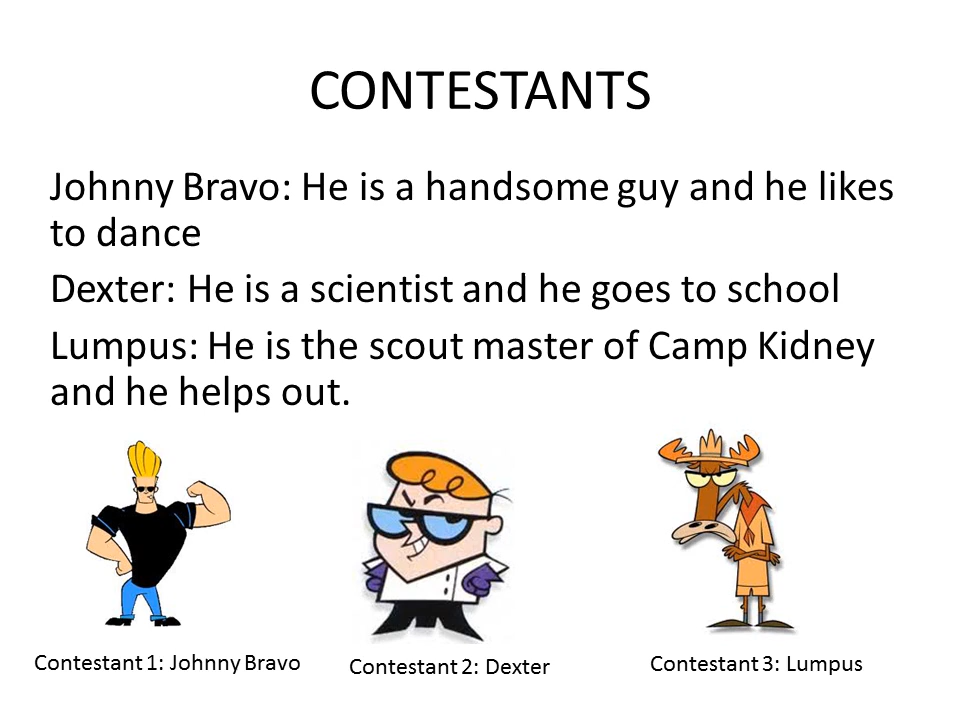 CONTESTANTS
Johnny Bravo: He is a handsome guy and he likes
to dance
Dexter: He is a scientist and he goes to school
Lumpus: He is the scout master of Camp Kidney
and he helps out.
Contestant 1: Johnny Bravo
Contestant 2: Dexter
Contestant 3: Lumpus